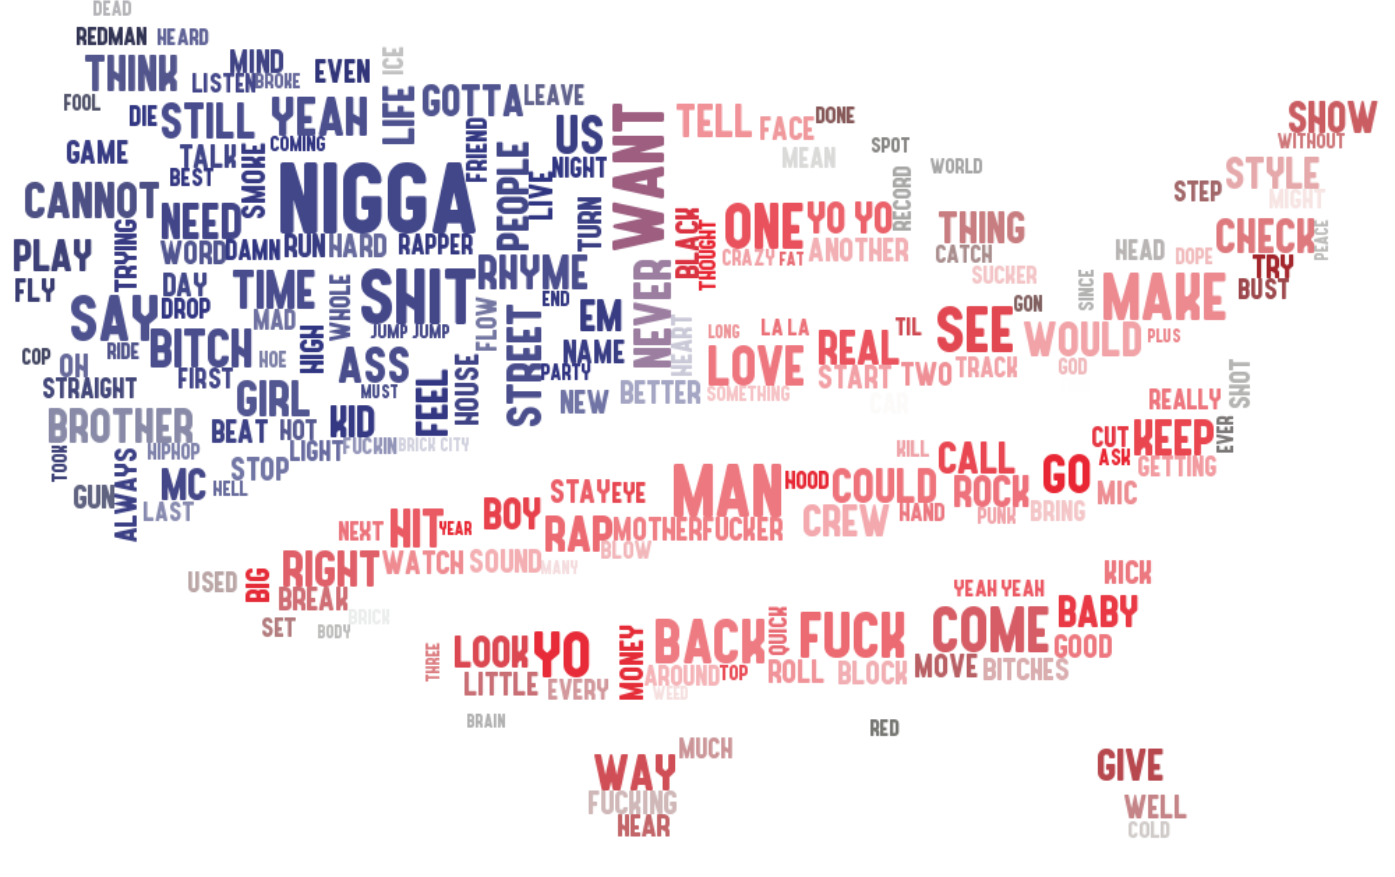 DEAD
REDMAN HEARD
THINK
MIND
LISTEN
BROKE
EVEN
ICE
FOOL
DIE
STILL
YEAH
LIFE
GOTTA
LEAVE
GAME
TALK
BEST
SMOKE
COMING
FRIEND
PEOPLE
LIVE
US
NIGHT
TURN
CANNOT
TRYING
NEED
WORD
DAMN
NIGGA
RUN
HARD
RAPPER
PLAY
FLY
DAY
DROP
TIME
MAD
WHOLE
SHIT
JUMP JUMP
RHYME
FLOW
END
EM
NAME
PARTY
STREET
SAY
COP
OH
RIDE
BITCH
HOE
HIGH
ASS
MUST
FIRST
STRAIGHT
GIRL
FEEL
HOUSE
NEW
BETTER
BROTHER
BEAT
HOT
KID
LIGHT
FUCKIN
BRICK CITY
TOOK
ALWAYS
HIPHOP
STOP
GUN
MC
HELL
LAST
WANT
NEVER
HEART
TELL
FACE
DONE
MEAN
SPOT
WORLD
RECORD
BLACK
THOUGHT
ONE
YO YO
CRAZY
FAT
ANOTHER
THING
CATCH
SUCKER
SHOW
WITHOUT
STYLE
STEP
MIGHT
CHECK
PEACE
HEAD
DOPE
TRY
BUST
SINCE
MAKE
PLUS
GON
SEE
WOULD
GOD
LONG
LA LA
TIL
LOVE
REAL
START
TWO
TRACK
SOMETHING
CAR
SHOT
REALLY
EVER
CUT
KEEP
ASK
GETTING
KILL
CALL
GO
MIC
STAY
EYE
MAN
HOOD
COULD
ROCK
HAND
PUNK
BRING
CREW
NEXT
HIT
YEAR
BOY
RAP
MOTHERFUCKER
BLOW
RIGHT
WATCH
SOUND
MANY
USED
BIG
BREAK
BRICK
SET
BODY
KICK
YEAH YEAH
BABY
COME
GOOD
THREE
LOOK
YO
MONEY
BACK
QUICK
FUCK
LITTLE
EVERY
AROUND
TOP
WEED
ROLL
BLOCK
MOVE
BITCHES
BRAIN
RED
MUCH
WAY
FUCKING
HEAR
GIVE
WELL
COLD